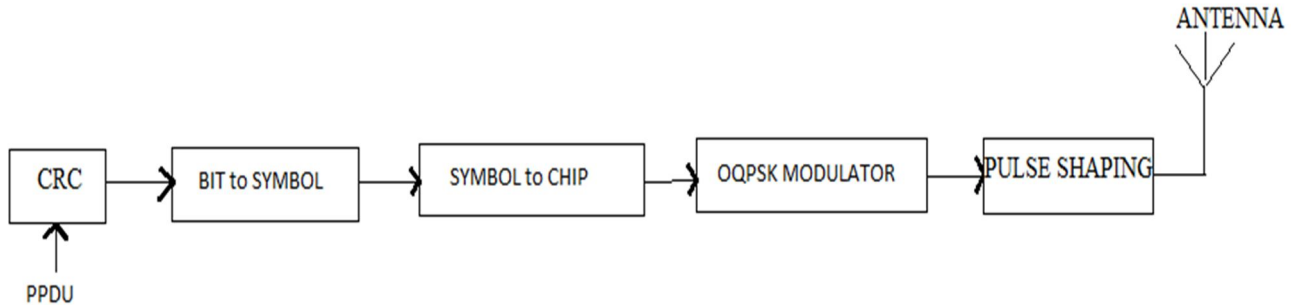 ANTENNA
CRC
BIT to SYMBOL
SYMBOL to CHIP
OQPSK MODULATOR
PULSE SHAPING
PPDU